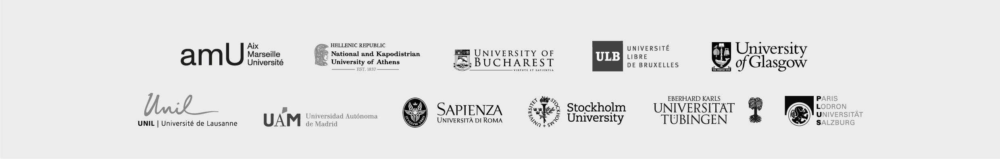 amU Aix
Marseille
Université
HELLENIC REPUBLIC
National and Kapodistrian
University of Athens
EST. 1837
UNIVERSITY OF
BUCHAREST
VIRTUTE ET SAPIENTIA
ULB
UNIVERSITÉ
LIBRE
DE BRUXELLES
University
of Glasgow
VIA VERITAS VITA
Unil
UNIL | Université de Lausanne
UAM Universidad Autónoma
de Madrid
STVDIVM VRBIS
SAPIENZA
UNIVERSITÀ DI ROMA
STOCKHOLMS + UNIVERSITET
Stockholm
University
EBERHARD KARLS
UNIVERSITÄT
TÜBINGEN
PARIS
LODRON
UNIVERSITÄT
SALZBURG